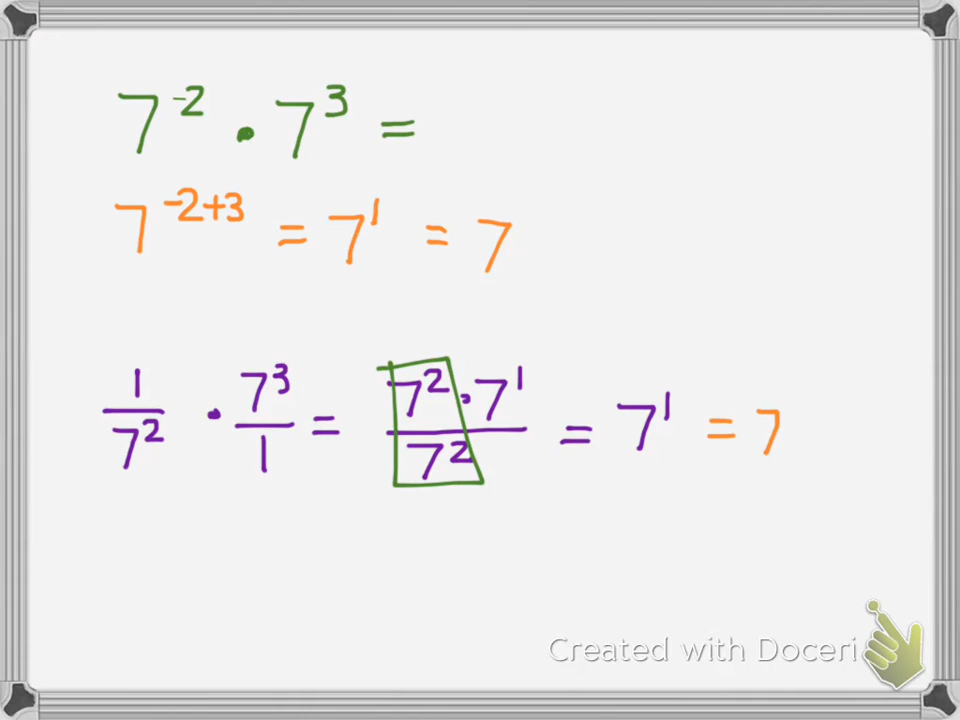 7^-2 · 7^3 =
7^-2+3 = 7^1 = 7
1/7^2 · 7^3/1 = 7^2 · 7^1/7^2 = 7^1 = 7
Created with Doceri